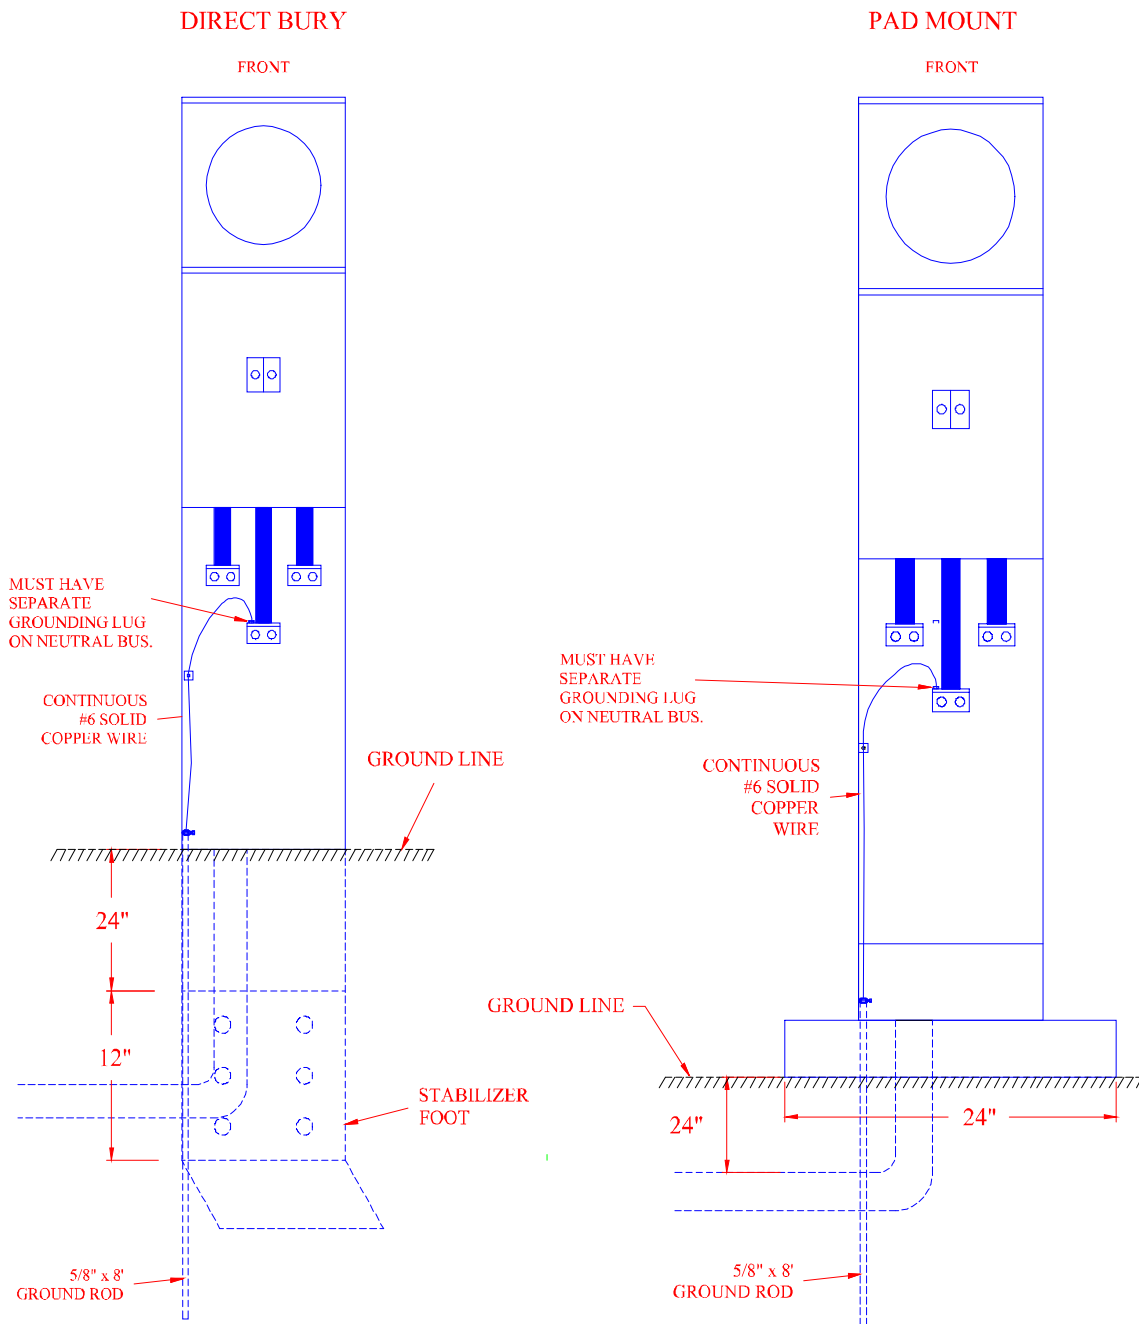 DIRECT BURY
FRONT
MUST HAVE
SEPARATE
GROUNDING LUG
ON NEUTRAL BUS.
CONTINUOUS
#6 SOLID
COPPER WIRE
GROUND LINE
24"
12"
STABILIZER
FOOT
5/8" x 8'
GROUND ROD
PAD MOUNT
FRONT
MUST HAVE
SEPARATE
GROUNDING LUG
ON NEUTRAL BUS.
CONTINUOUS
#6 SOLID
COPPER
WIRE
GROUND LINE
24"
24"
5/8" x 8'
GROUND ROD